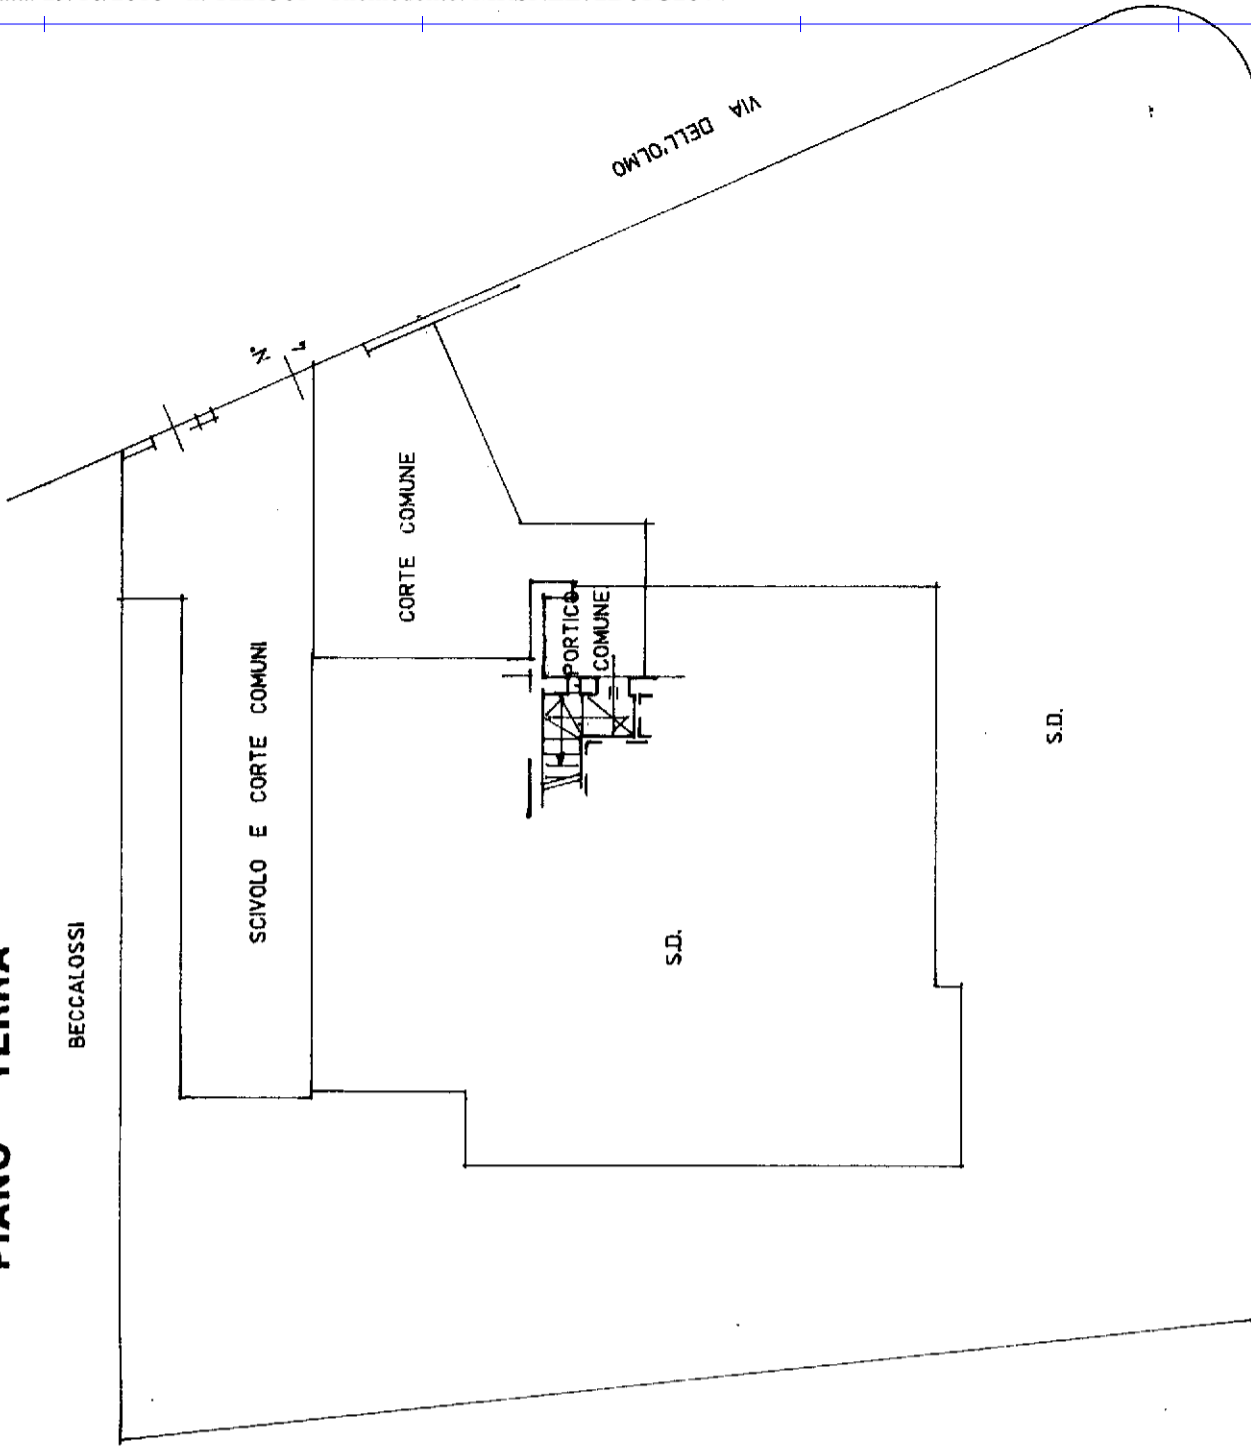 PIANO TERRA
BECCALOSSI
SCIVOLO E CORTE COMUNI
CORTE COMUNE
PORTICO
COMUNE
S.D.
S.D.
VIA DELL'OLMO
N.